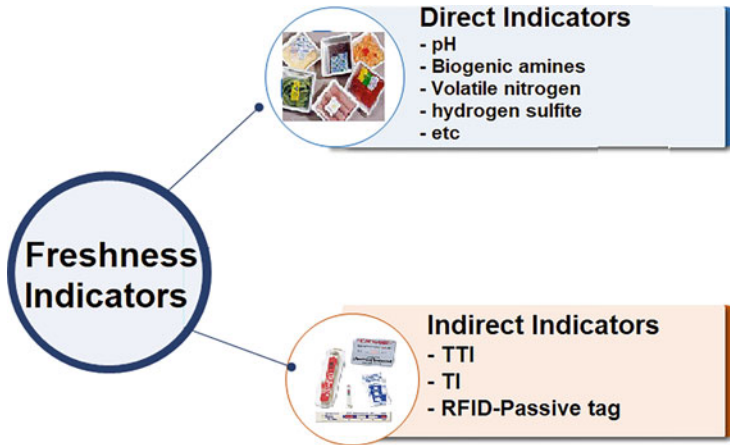 Direct Indicators
- pH
- Biogenic amines
- Volatile nitrogen
- hydrogen sulfite
- etc
Freshness
Indicators
Indirect Indicators
- TTI
- TI
- RFID-Passive tag